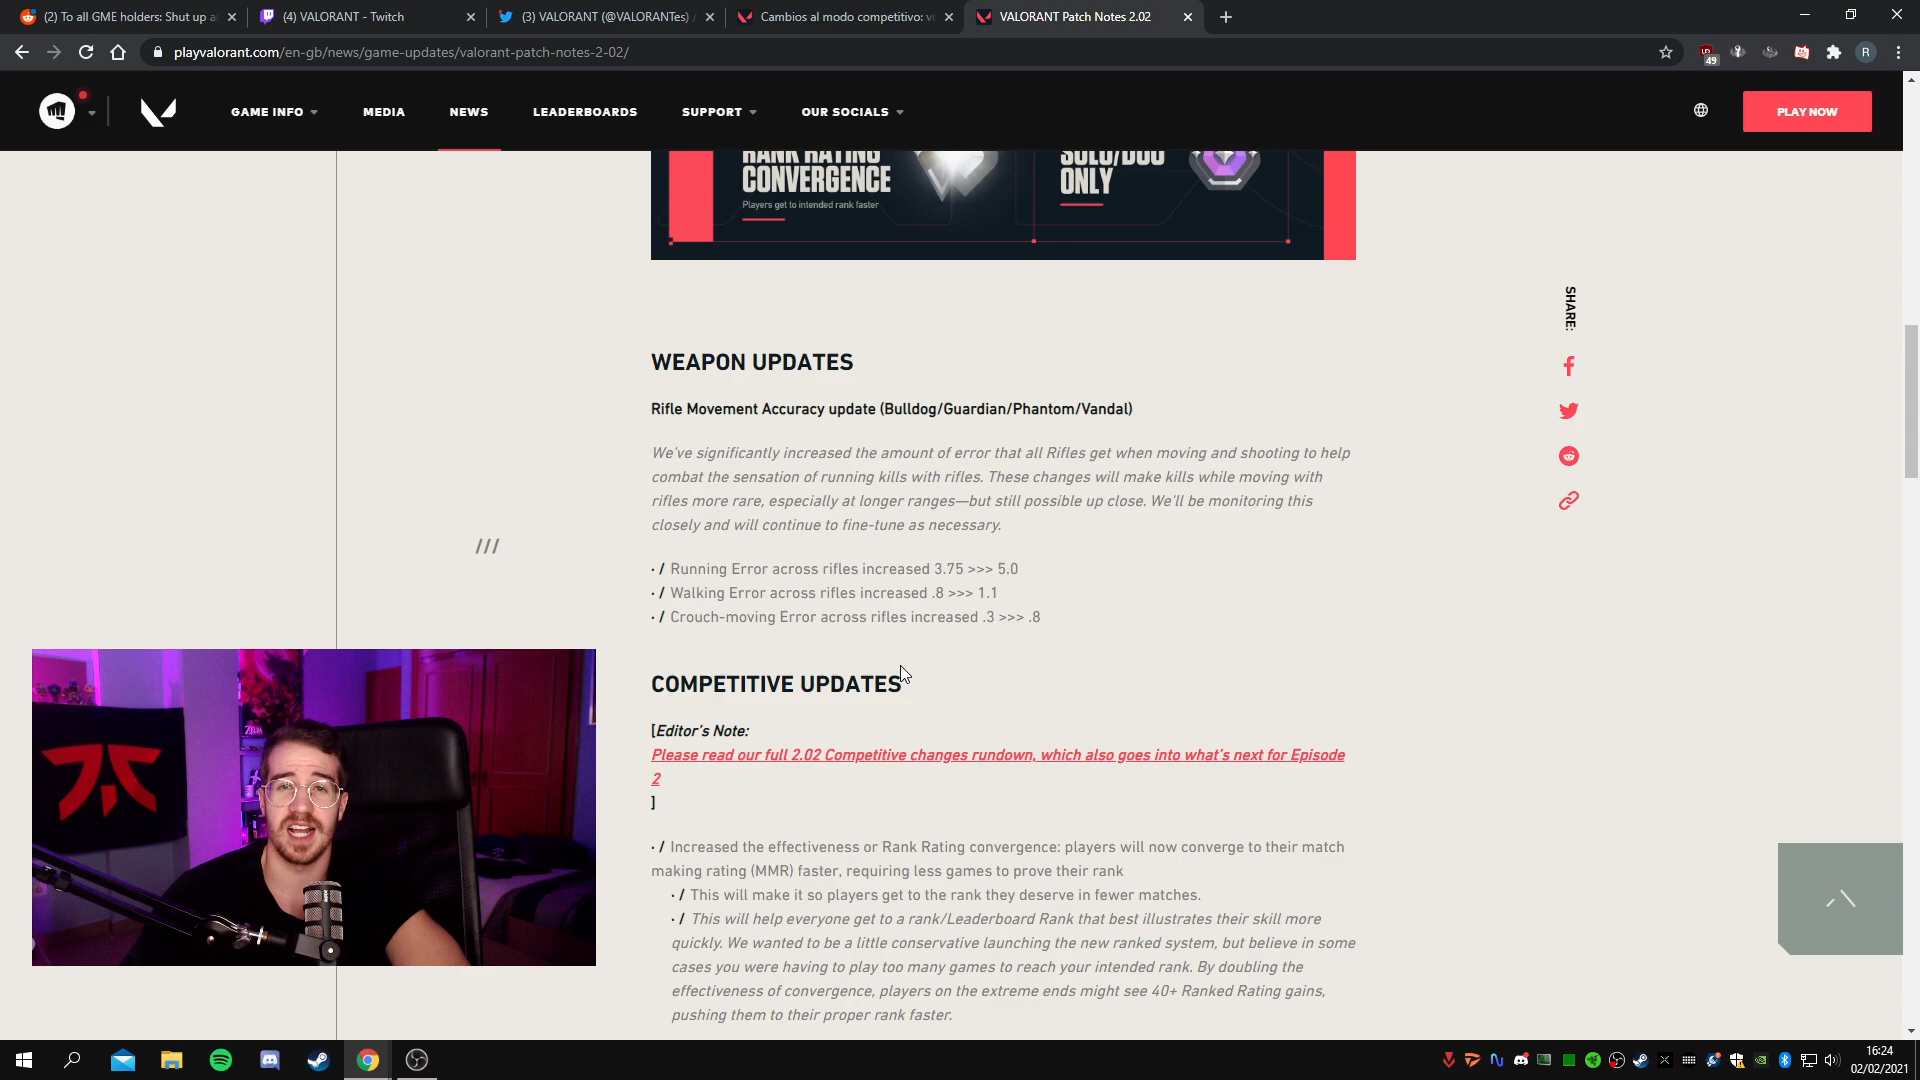 (2) To all GME holders: Shut up a
(4) VALORANT - Twitch
(3) VALORANT (@VALORANTes) /
Cambios al modo competitivo: ve
VALORANT Patch Notes 2.02
playvalorant.com/en-gb/news/game-updates/valorant-patch-notes-2-02/
49
R
GAME INFO
MEDIA
NEWS
LEADERBOARDS
SUPPORT
OUR SOCIALS
PLAY NOW
RANK RATING
CONVERGENCE
Players get to intended rank faster
SOLO/DUO
ONLY
SHARE:
WEAPON UPDATES
Rifle Movement Accuracy update (Bulldog/Guardian/Phantom/Vandal)
We've significantly increased the amount of error that all Rifles get when moving and shooting to help
combat the sensation of running kills with rifles. These changes will make kills while moving with
rifles more rare, especially at longer ranges—but still possible up close. We'll be monitoring this
closely and will continue to fine-tune as necessary.
///
· / Running Error across rifles increased 3.75 >>> 5.0
· / Walking Error across rifles increased .8 >>> 1.1
· / Crouch-moving Error across rifles increased .3 >>> .8
COMPETITIVE UPDATES
[Editor's Note:
Please read our full 2.02 Competitive changes rundown, which also goes into what's next for Episode
2
]
· / Increased the effectiveness or Rank Rating convergence: players will now converge to their match
making rating (MMR) faster, requiring less games to prove their rank
· / This will make it so players get to the rank they deserve in fewer matches.
· / This will help everyone get to a rank/Leaderboard Rank that best illustrates their skill more
quickly. We wanted to be a little conservative launching the new ranked system, but believe in some
cases you were having to play too many games to reach your intended rank. By doubling the
effectiveness of convergence, players on the extreme ends might see 40+ Ranked Rating gains,
pushing them to their proper rank faster.
ZELDA
16:24
02/02/2021